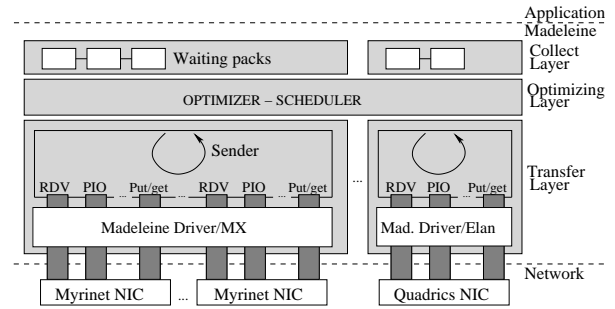 Application
Madeleine
Waiting packs
Collect
Layer
OPTIMIZER – SCHEDULER
Optimizing
Layer
Sender
...
Transfer
Layer
RDV PIO ... Put/get RDV ... Put/get RDV PIO ... Put/get
Madeleine Driver/MX Mad. Driver/Elan
Network
Myrinet NIC ... Myrinet NIC Quadrics NIC